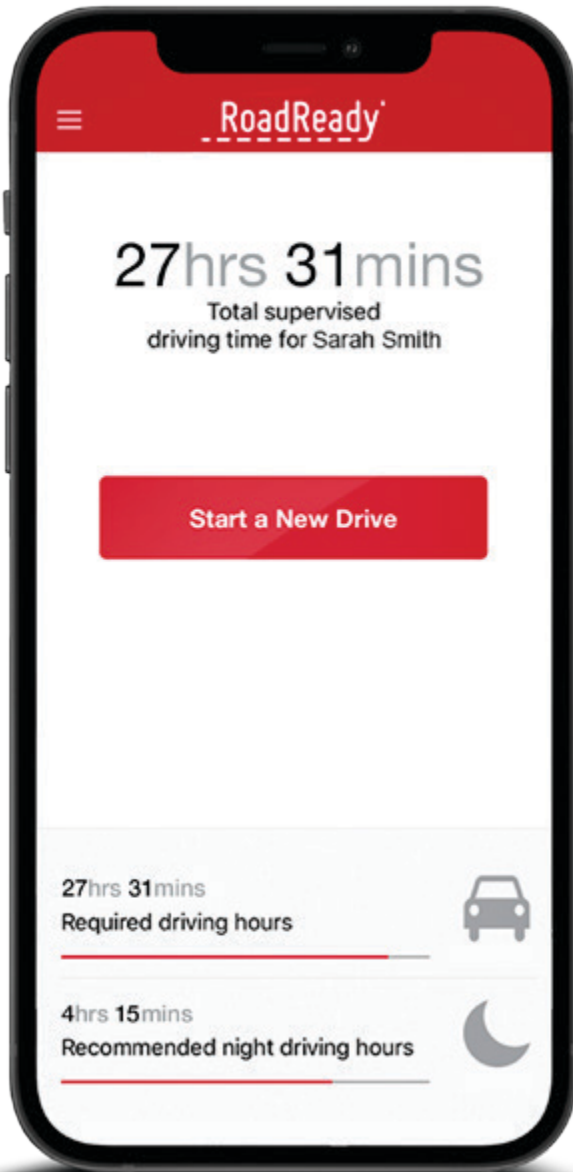 RoadReady
27hrs 31mins
Total supervised
driving time for Sarah Smith
Start a New Drive
27hrs 31mins
Required driving hours
4hrs 15mins
Recommended night driving hours